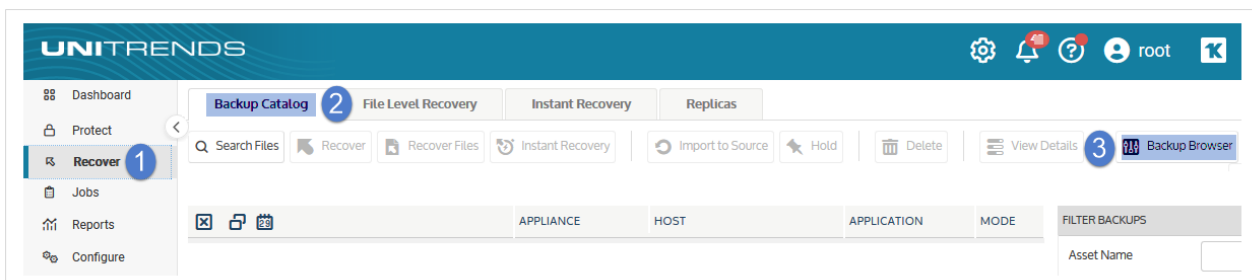 UNITRENDS root
Dashboard
Backup Catalog 2 File Level Recovery Instant Recovery Replicas
Protect
Search Files Recover Recover Files Instant Recovery Import to Source Hold Delete View Details 3 Backup Browser
Recover 1
Jobs
Reports
29 APPLIANCE HOST APPLICATION MODE FILTER BACKUPS
Configure
Asset Name